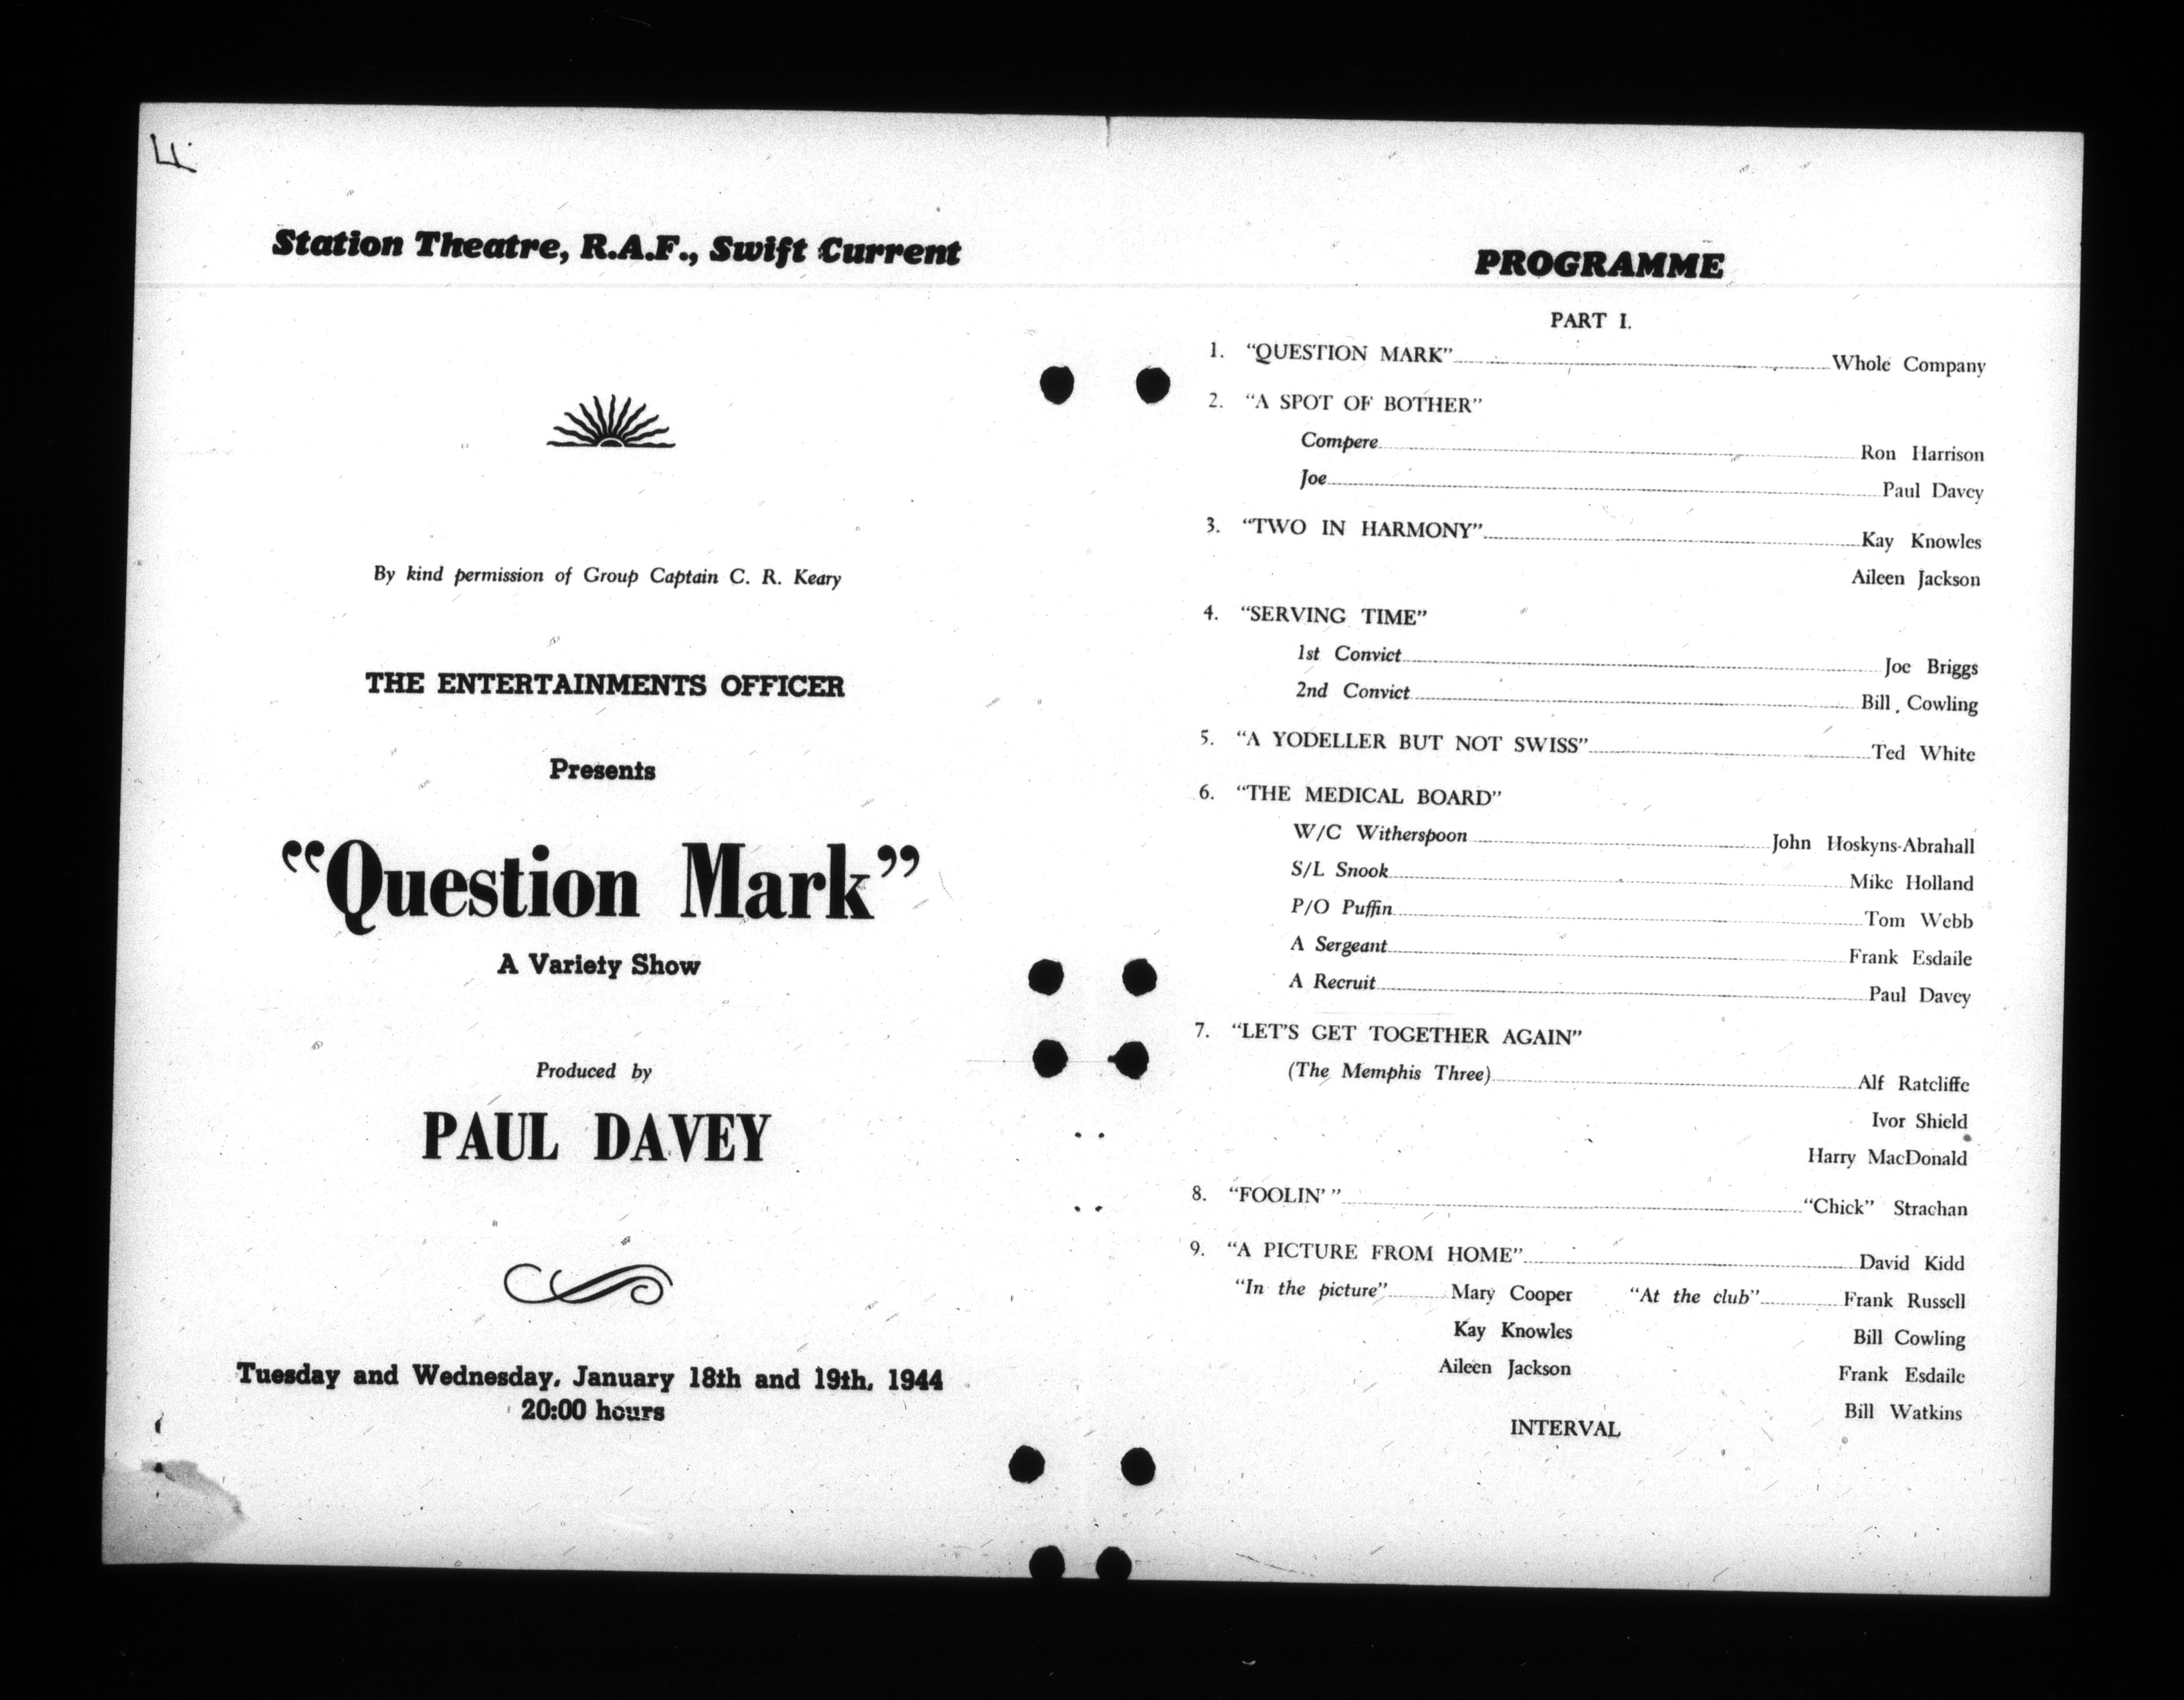 F.
Station Theatre, R.A.F., Swift Current
By kind permission of Group Captain C. R. Keary
THE ENTERTAINMENTS OFFICER
Presents
“Question Mark”
A Variety Show
Produced by
PAUL DAVEY
Tuesday and Wednesday, January 18th and 19th, 1944
20:00 hours
PROGRAMME
PART I.
1. “QUESTION MARK” Whole Company
2. “A SPOT OF BOTHER”
Compere Ron Harrison
Joe Paul Davey
3. “TWO IN HARMONY” Kay Knowles
Aileen Jackson
4. “SERVING TIME”
1st Convict Joe Briggs
2nd Convict Bill Cowling
5. “A YODELLER BUT NOT SWISS” Ted White
6. “THE MEDICAL BOARD”
W/C Witherspoon John Hoskyns-Abrahall
S/L Snook Mike Holland
P/O Puffin Tom Webb
A Sergeant Frank Esdaile
A Recruit Paul Davey
7. “LET’S GET TOGETHER AGAIN”
(The Memphis Three) Alf Ratcliffe
Ivor Shield
Harry MacDonald
8. “FOOLIN’ ” “Chick” Strachan
9. “A PICTURE FROM HOME” David Kidd
“In the picture” Mary Cooper “At the club” Frank Russell
Kay Knowles Bill Cowling
Aileen Jackson Frank Esdaile
Bill Watkins
INTERVAL